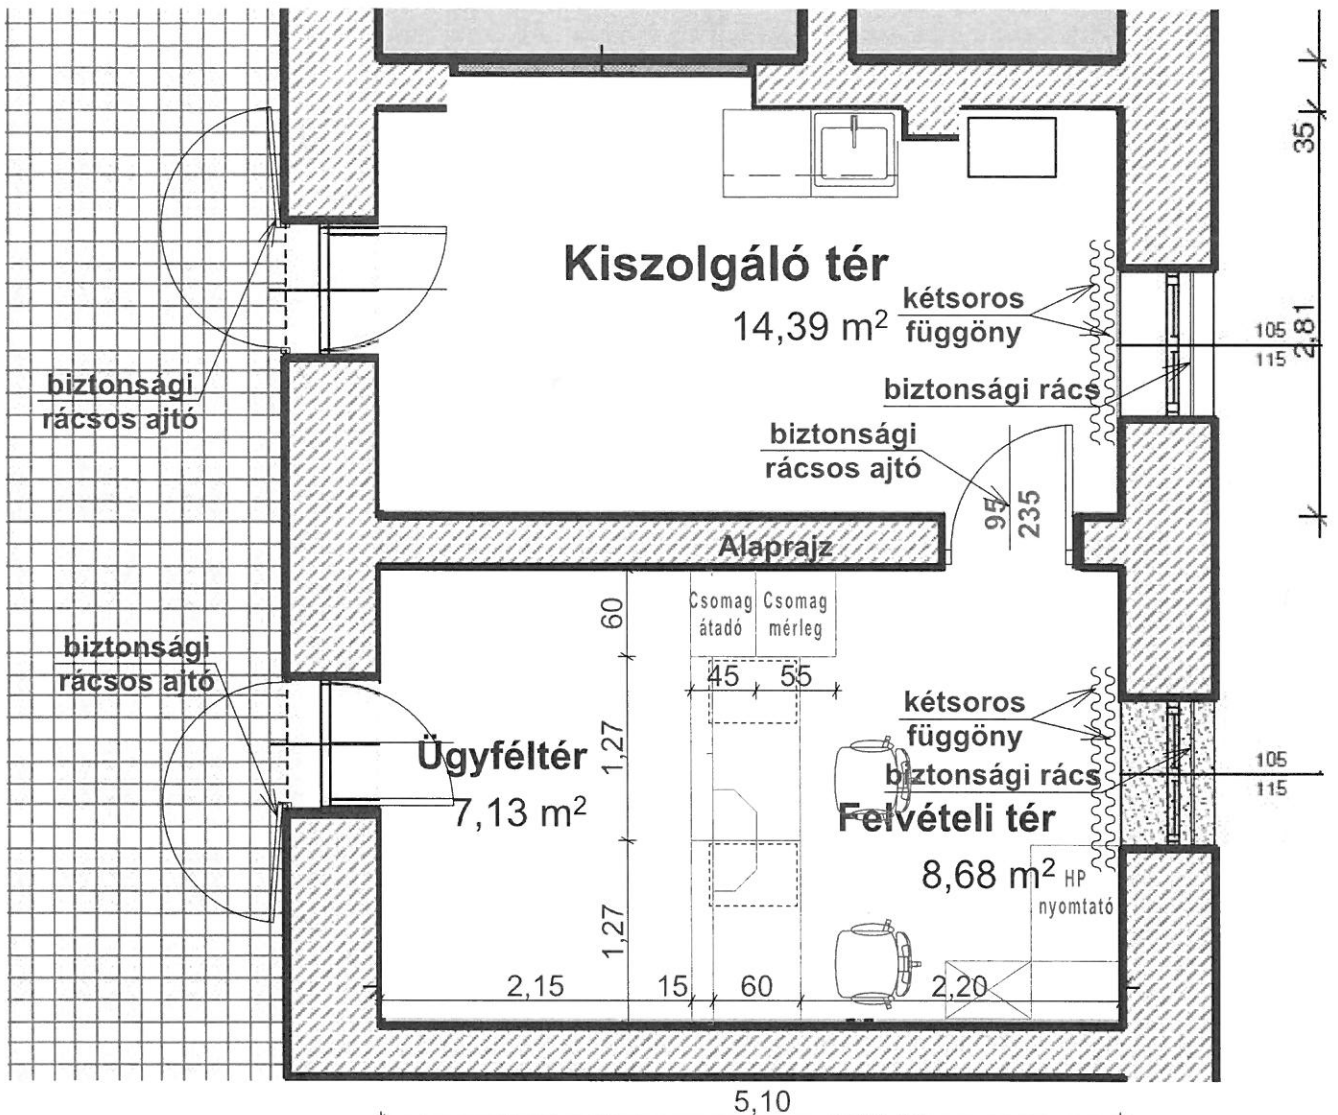 35
Kiszolgáló tér
14,39 m²
kétsoros
függöny
105
115
2,81
biztonsági
rácsos ajtó
biztonsági rács
biztonsági
rácsos ajtó
95
235
Alaprajz
60
Csomag
átadó
Csomag
mérleg
biztonsági
rácsos ajtó
45
55
kétsoros
függöny
1,27
Ügyféltér
7,13 m²
biztonsági rács
105
115
Felvételi tér
8,68 m²
HP
nyomtató
1,27
2,15
15
60
2,20
5,10